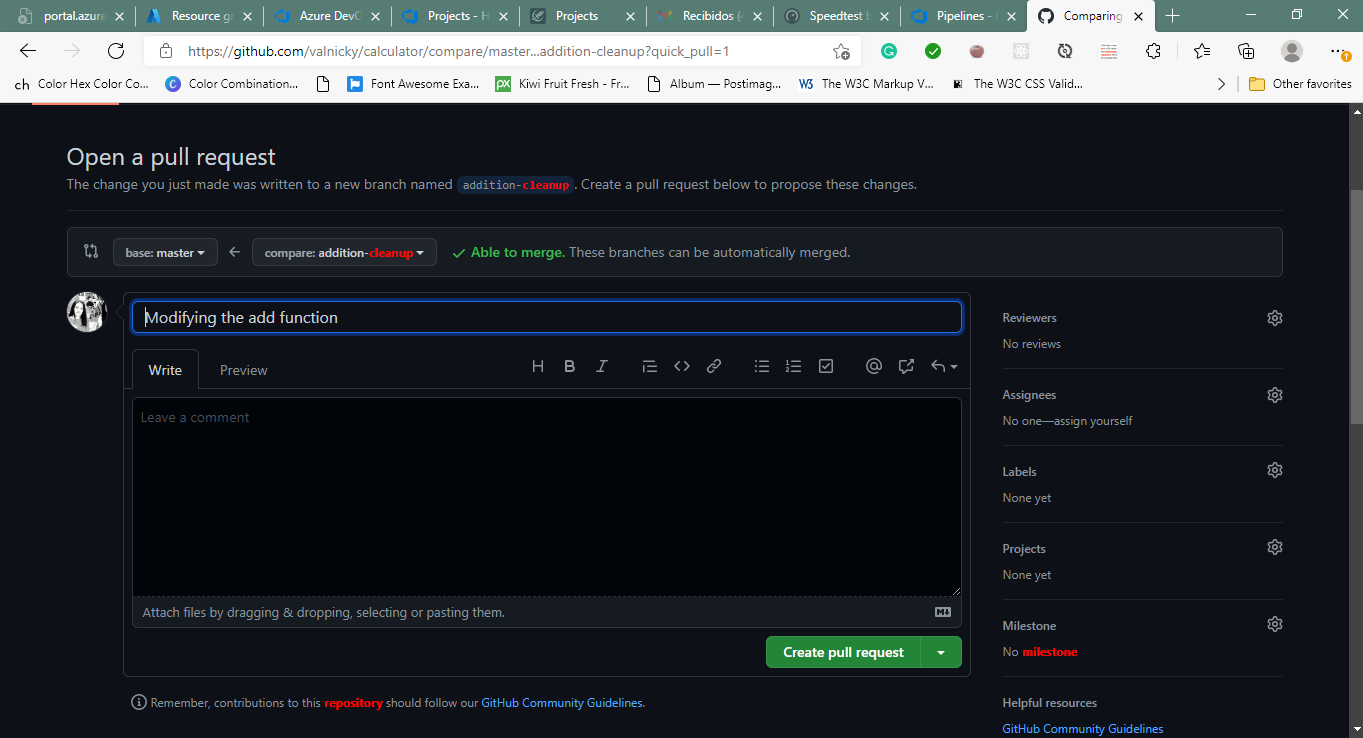 portal.azure
Resource gr
Azure DevO
Projects - H
Projects
Recibidos (4
Speedtest b
Pipelines -
Comparing
https://github.com/valnicky/calculator/compare/master...addition-cleanup?quick_pull=1
ch Color Hex Color Co...
C Color Combination...
Font Awesome Exa...
px Kiwi Fruit Fresh - Fr...
Album — Postimag...
W3 The W3C Markup V...
The W3C CSS Valid...
Other favorites
Open a pull request
The change you just made was written to a new branch named addition-cleanup. Create a pull request below to propose these changes.
base: master
compare: addition-cleanup
Able to merge. These branches can be automatically merged.
Modifying the add function
Write
Preview
H B I
@
Leave a comment
Attach files by dragging & dropping, selecting or pasting them.
Create pull request
Remember, contributions to this repository should follow our GitHub Community Guidelines.
Reviewers
No reviews
Assignees
No one—assign yourself
Labels
None yet
Projects
None yet
Milestone
No milestone
Helpful resources
GitHub Community Guidelines